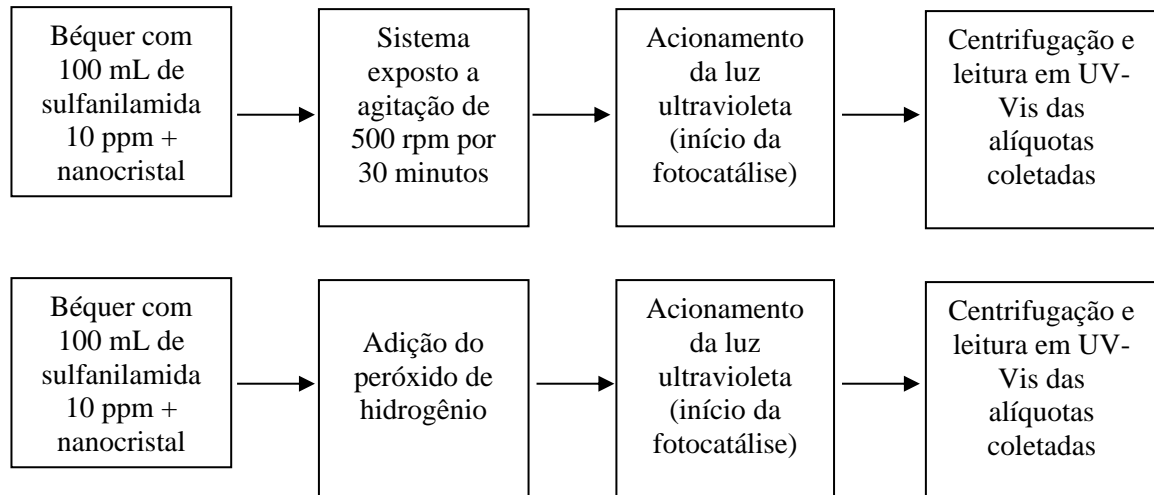 Béquer com
100 mL de
sulfanilamida
10 ppm +
nanocristal
Sistema
exposto a
agitação de
500 rpm por
30 minutos
Acionamento
da luz
ultravioleta
(início da
fotocatálise)
Centrifugação e
leitura em UV-
Vis das
alíquotas
coletadas
Béquer com
100 mL de
sulfanilamida
10 ppm +
nanocristal
Adição do
peróxido de
hidrogênio
Acionamento
da luz
ultravioleta
(início da
fotocatálise)
Centrifugação e
leitura em UV-
Vis das
alíquotas
coletadas